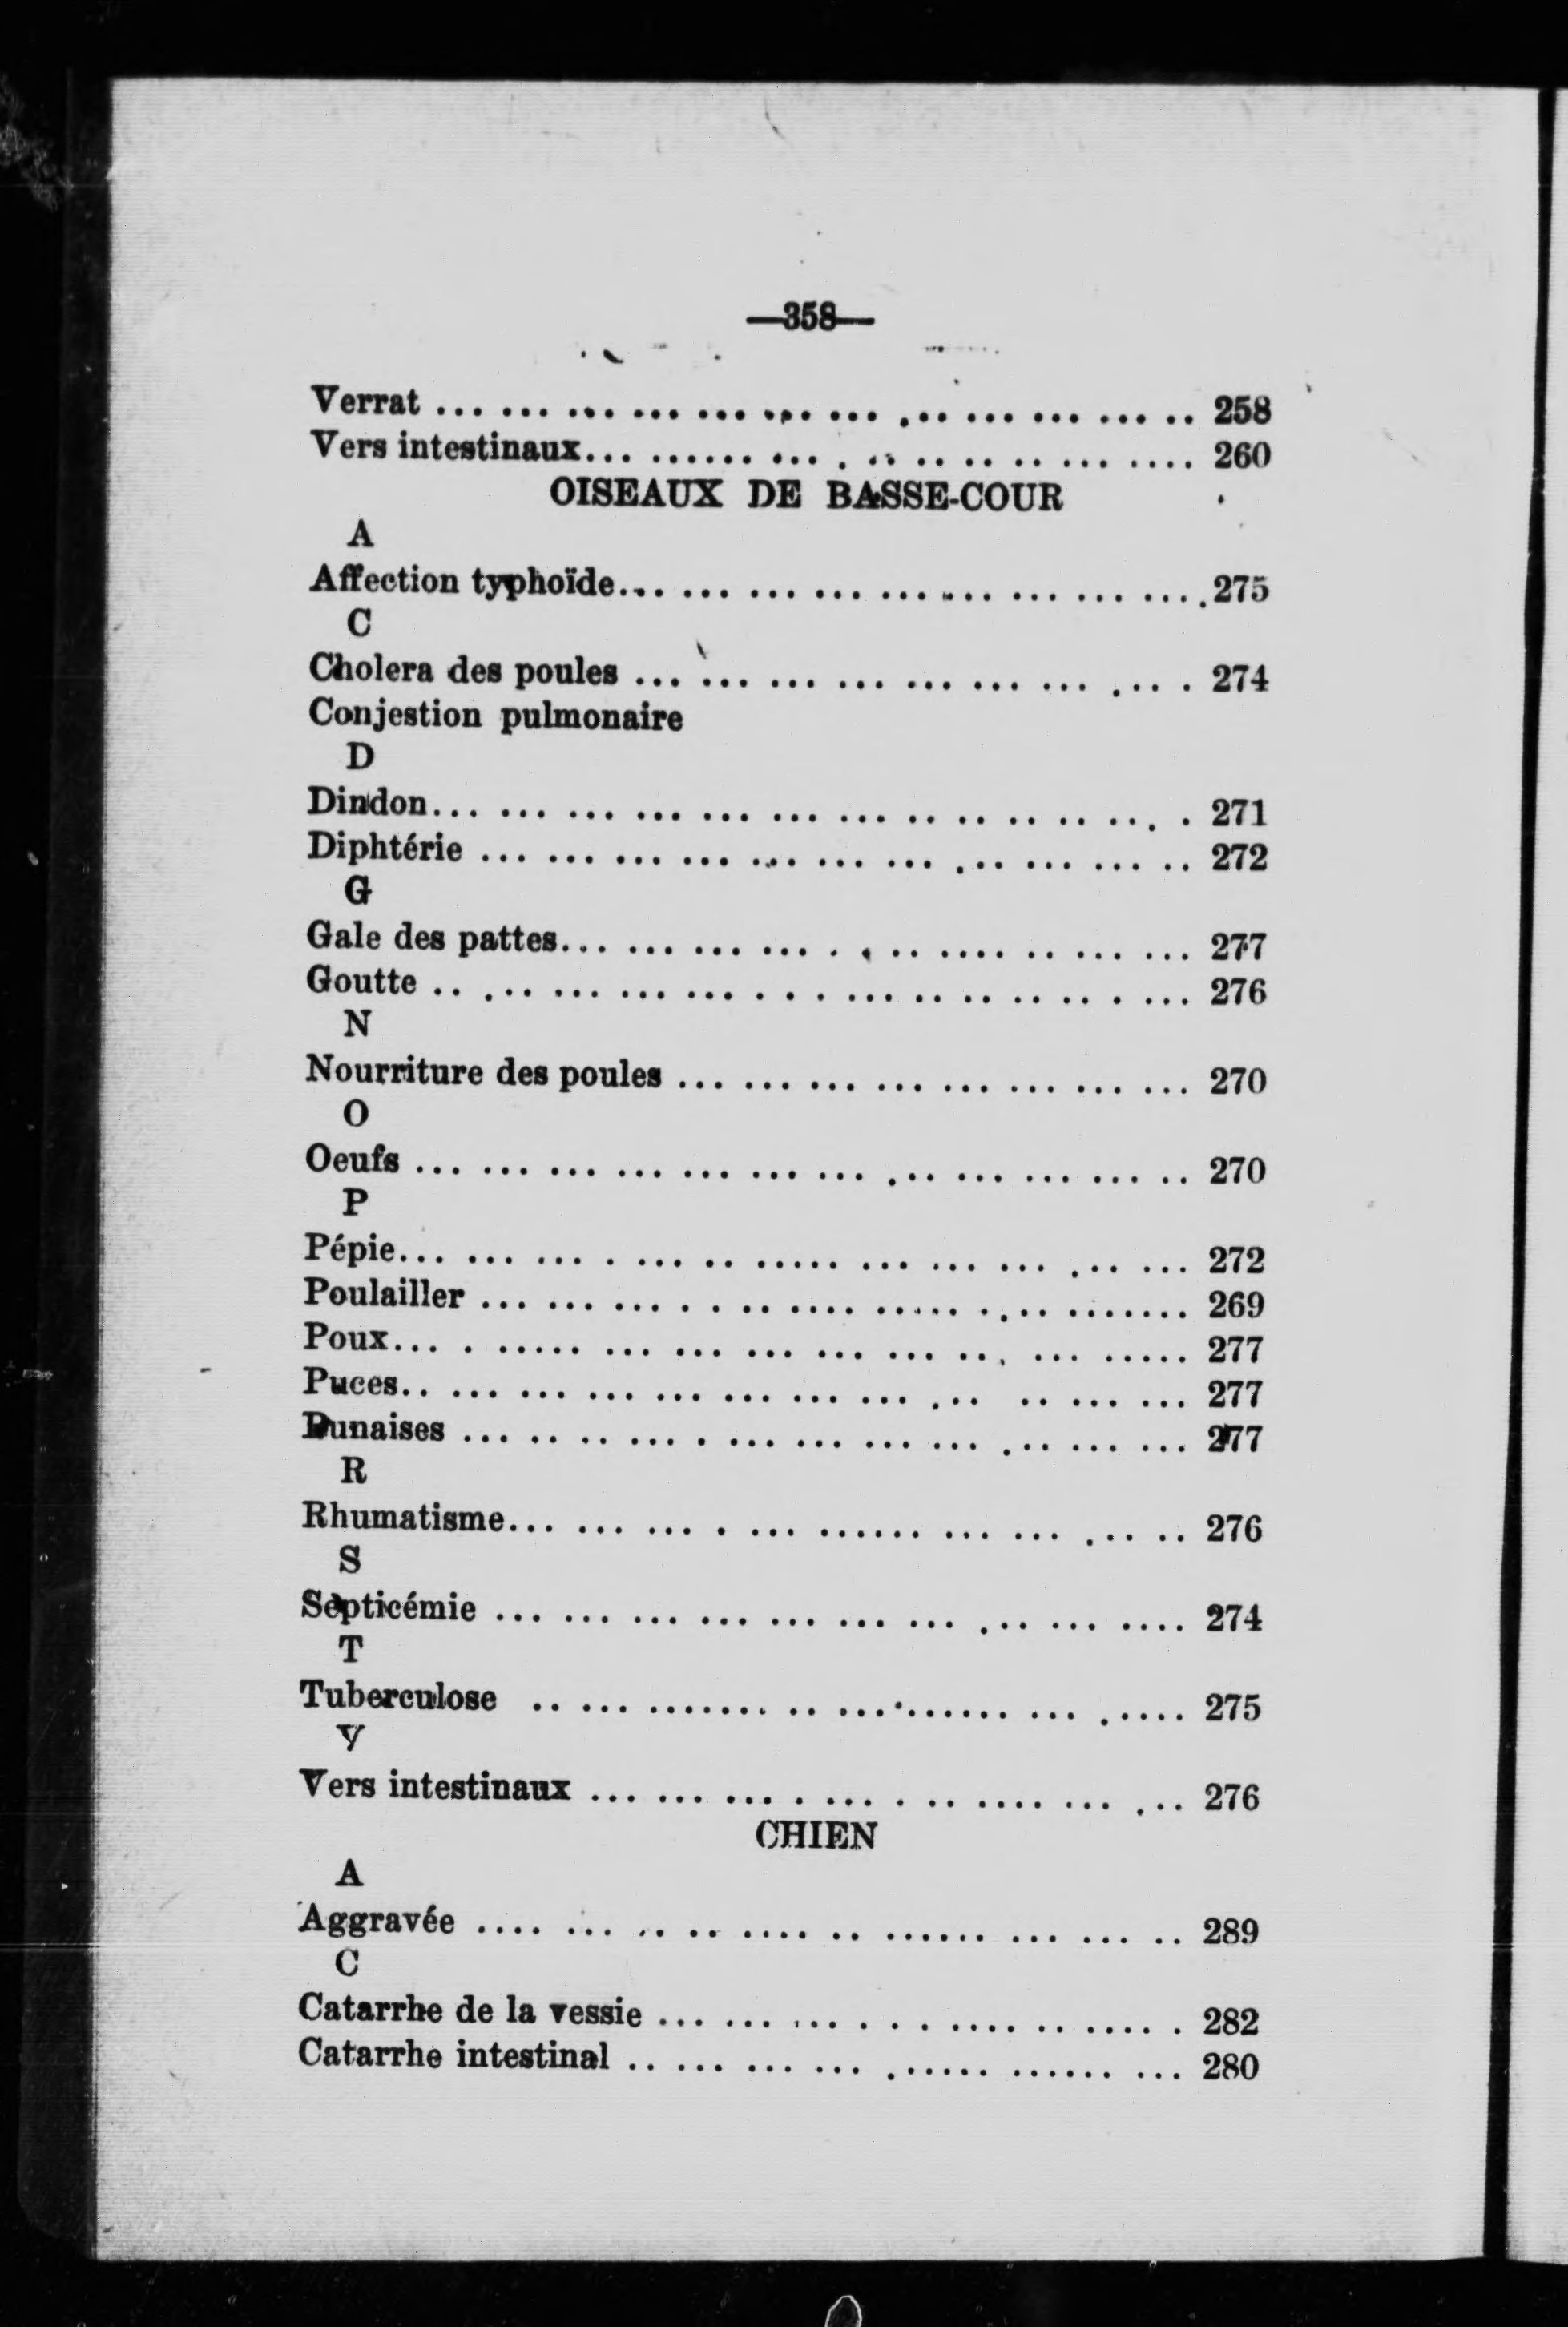 —358—
Verrat ... ... ... ... ... ... ... ... ... ... ... .. 258
Vers intestinaux... ...... ... . .. .. .. .. ... .... 260
OISEAUX DE BASSE-COUR
A
Affection typhoïde... ... ... ... ... ... ... ... ....275
C
Cholera des poules ... ... ... ... ... ... ... .... . 274
Conjestion pulmonaire
D
Dindon... ... ... ... ... ... ... .. .. .. .. ... . 271
Diphtérie ... ... ... ... ... ... ... ... ... ... .. 272
G
Gale des pattes... ... ... ... . . .. .... .. ... ... 277
Goutte .. ... ... ... ... . . . ... .. .. .. .. . ... 276
N
Nourriture des poules ... ... ... ... ... ... ... ... 270
O
Oeufs ... ... ... ... ... ... ... ... ... ... ... .. 270
P
Pépie... ... ... . ... .. ..... ... ... ... ... ... 272
Poulailler ... ... ... . . .. .... ...... .... ....... 269
Poux... . ..... ... ... ... ... ... ... ... ..... 277
Puces.. ... ... ... ... ... ... ... ... .. ... ... 277
unaises ... .. .. ... . ... ... ... ... ... ... ... 277
R
Rhumatisme... ... ... . ... ...... ... ... .... .. 276
S
Septicémie ... ... ... ... ... ... ... ... ... .... 274
T
Tuberculose .. ... ....... .. .......... ... ..... 275
V
Vers intestinaux ... ... ... . ... . .. .... ... ... 276
CHIEN
A
Aggravée .... ... .. .. .... .. ...... ... ... .. 289
C
Catarrhe de la vessie ... ... ... . . . .... .. ..... . 282
Catarrhe intestinal .. ... ... ... ...... ...... ... 280